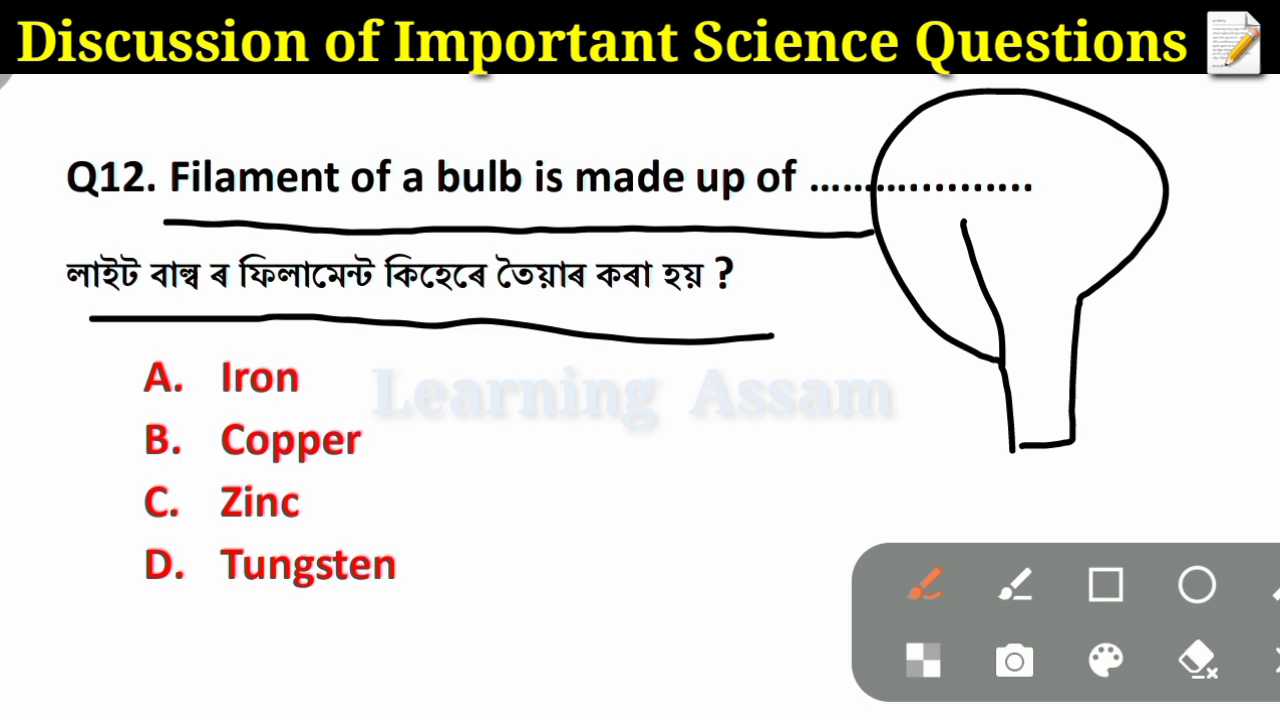 Discussion of Important Science Questions
Q12. Filament of a bulb is made up of ...................
লাইট বাল্ব ৰ ফিলামেন্ট কিহেৰে তৈয়াৰ কৰা হয় ?
A. Iron
Learning Assam
B. Copper
C. Zinc
D. Tungsten